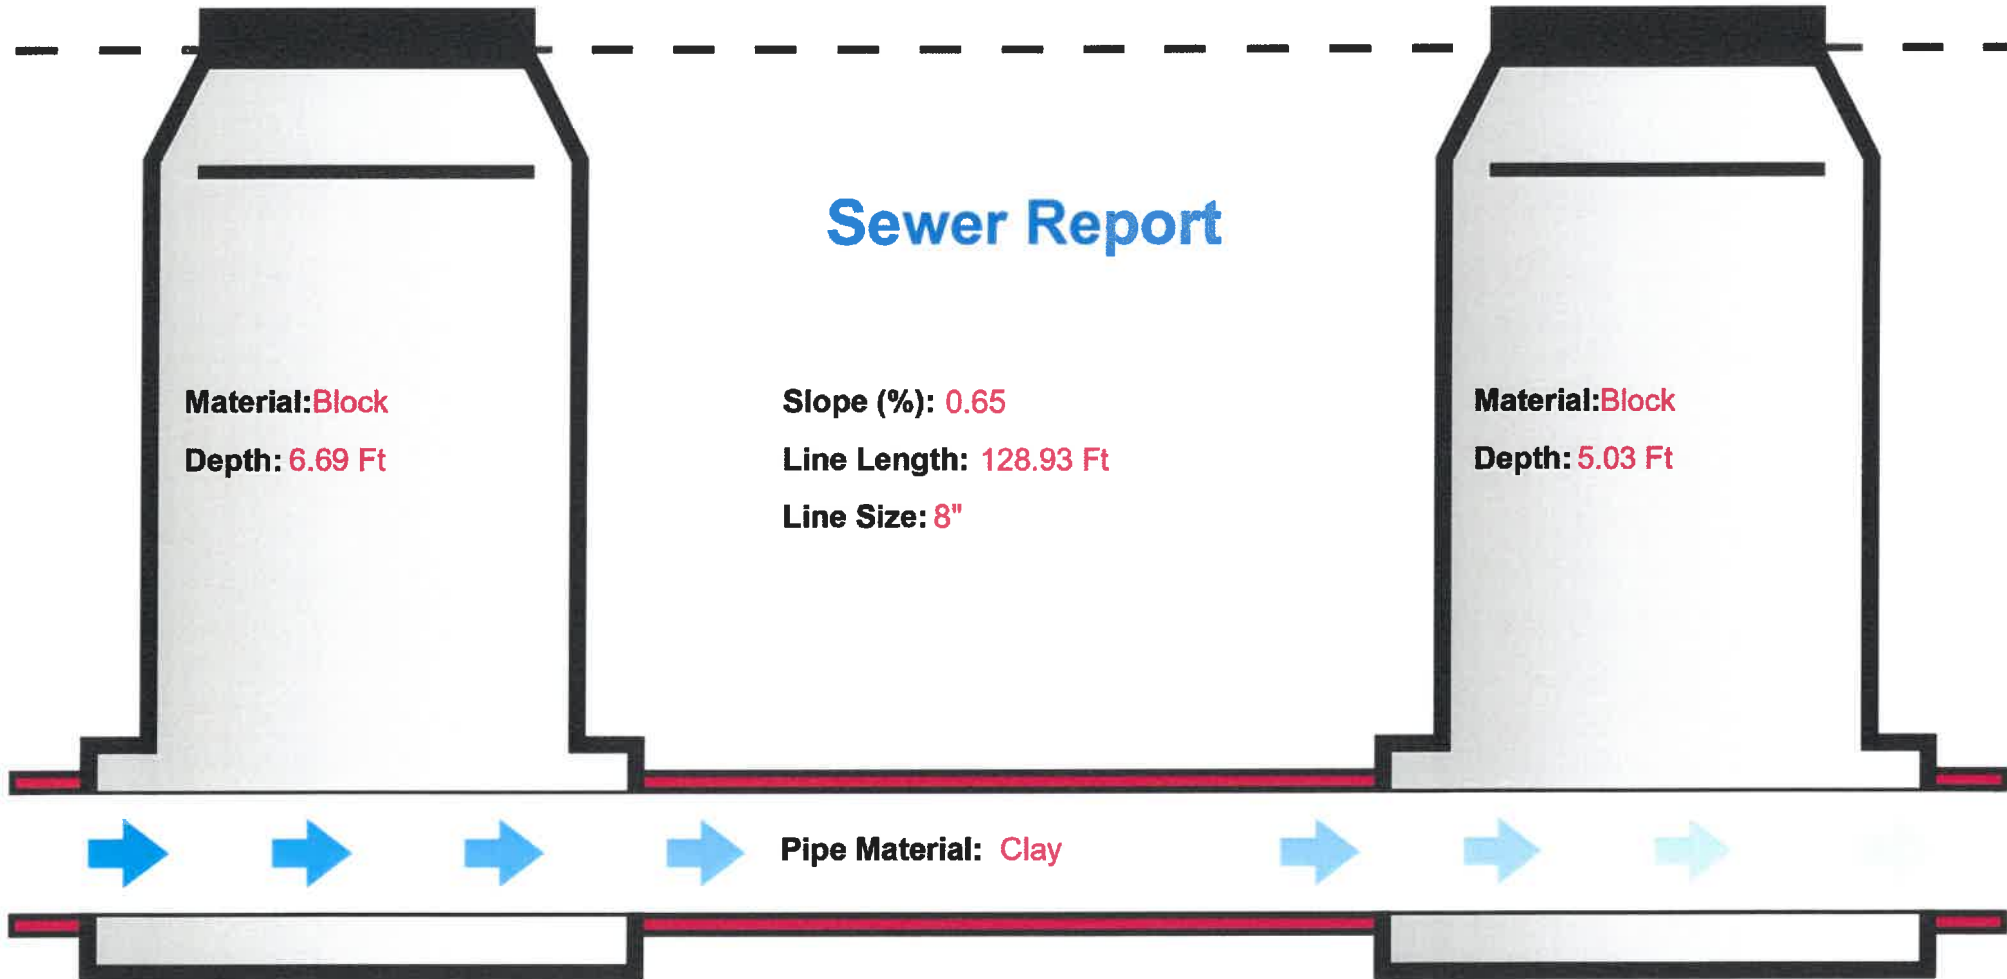 Sewer Report
Material:Block
Depth: 6.69 Ft
Slope (%): 0.65
Line Length: 128.93 Ft
Line Size: 8"
Material:Block
Depth: 5.03 Ft
Pipe Material: Clay